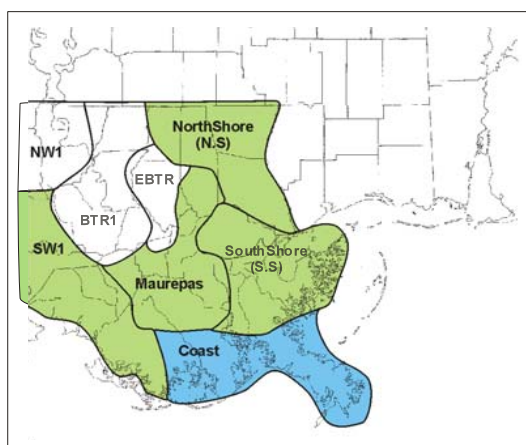 NorthShore
(N.S)
NW1
EBTR
BTR1
SW1
SouthShore
(S.S)
Maurepas
Coast